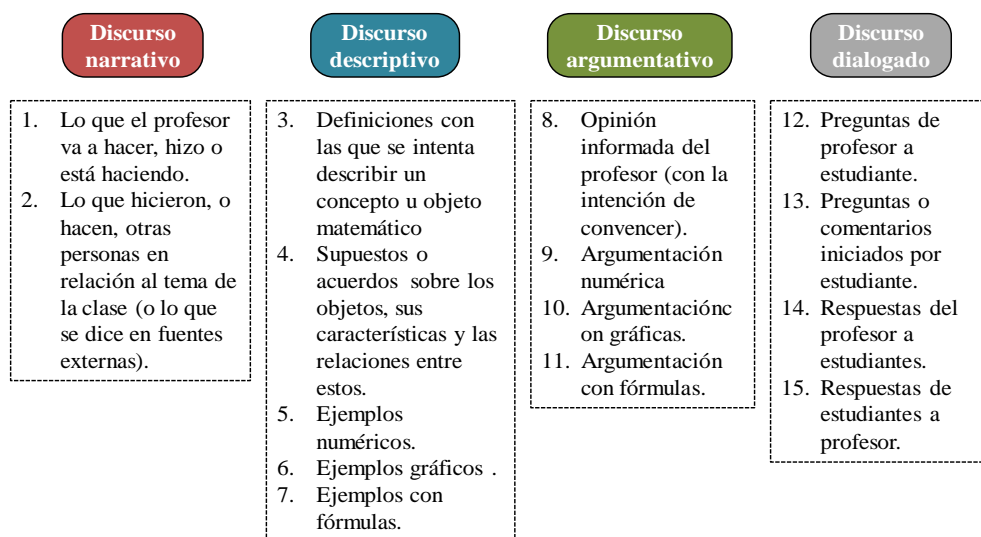 Discurso
narrativo
1. Lo que el profesor
va a hacer, hizo o
está haciendo.
2. Lo que hicieron, o
hacen, otras
personas en
relación al tema de
la clase (o lo que
se dice en fuentes
externas).
Discurso
descriptivo
3. Definiciones con
las que se intenta
describir un
concepto u objeto
matemático
4. Supuestos o
acuerdos sobre los
objetos, sus
características y las
relaciones entre
estos.
5. Ejemplos
numéricos.
6. Ejemplos gráficos .
7. Ejemplos con
fórmulas.
Discurso
argumentativo
8. Opinión
informada del
profesor (con la
intención de
convencer).
9. Argumentación
numérica
10. Argumentaciónc
on gráficas.
11. Argumentación
con fórmulas.
Discurso
dialogado
12. Preguntas de
profesor a
estudiante.
13. Preguntas o
comentarios
iniciados por
estudiante.
14. Respuestas del
profesor a
estudiantes.
15. Respuestas de
estudiantes a
profesor.